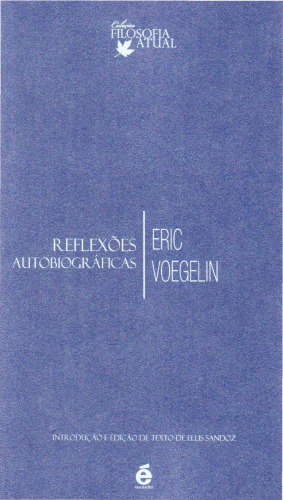 Coleção
FILOSOFIA
ATUAL
REFLEXÕES
AUTOBIOGRÁFICAS
ERIC
VOEGELIN
INTRODUÇÃO E EDIÇÃO DE TEXTO DE ELLIS SANDOZ
é